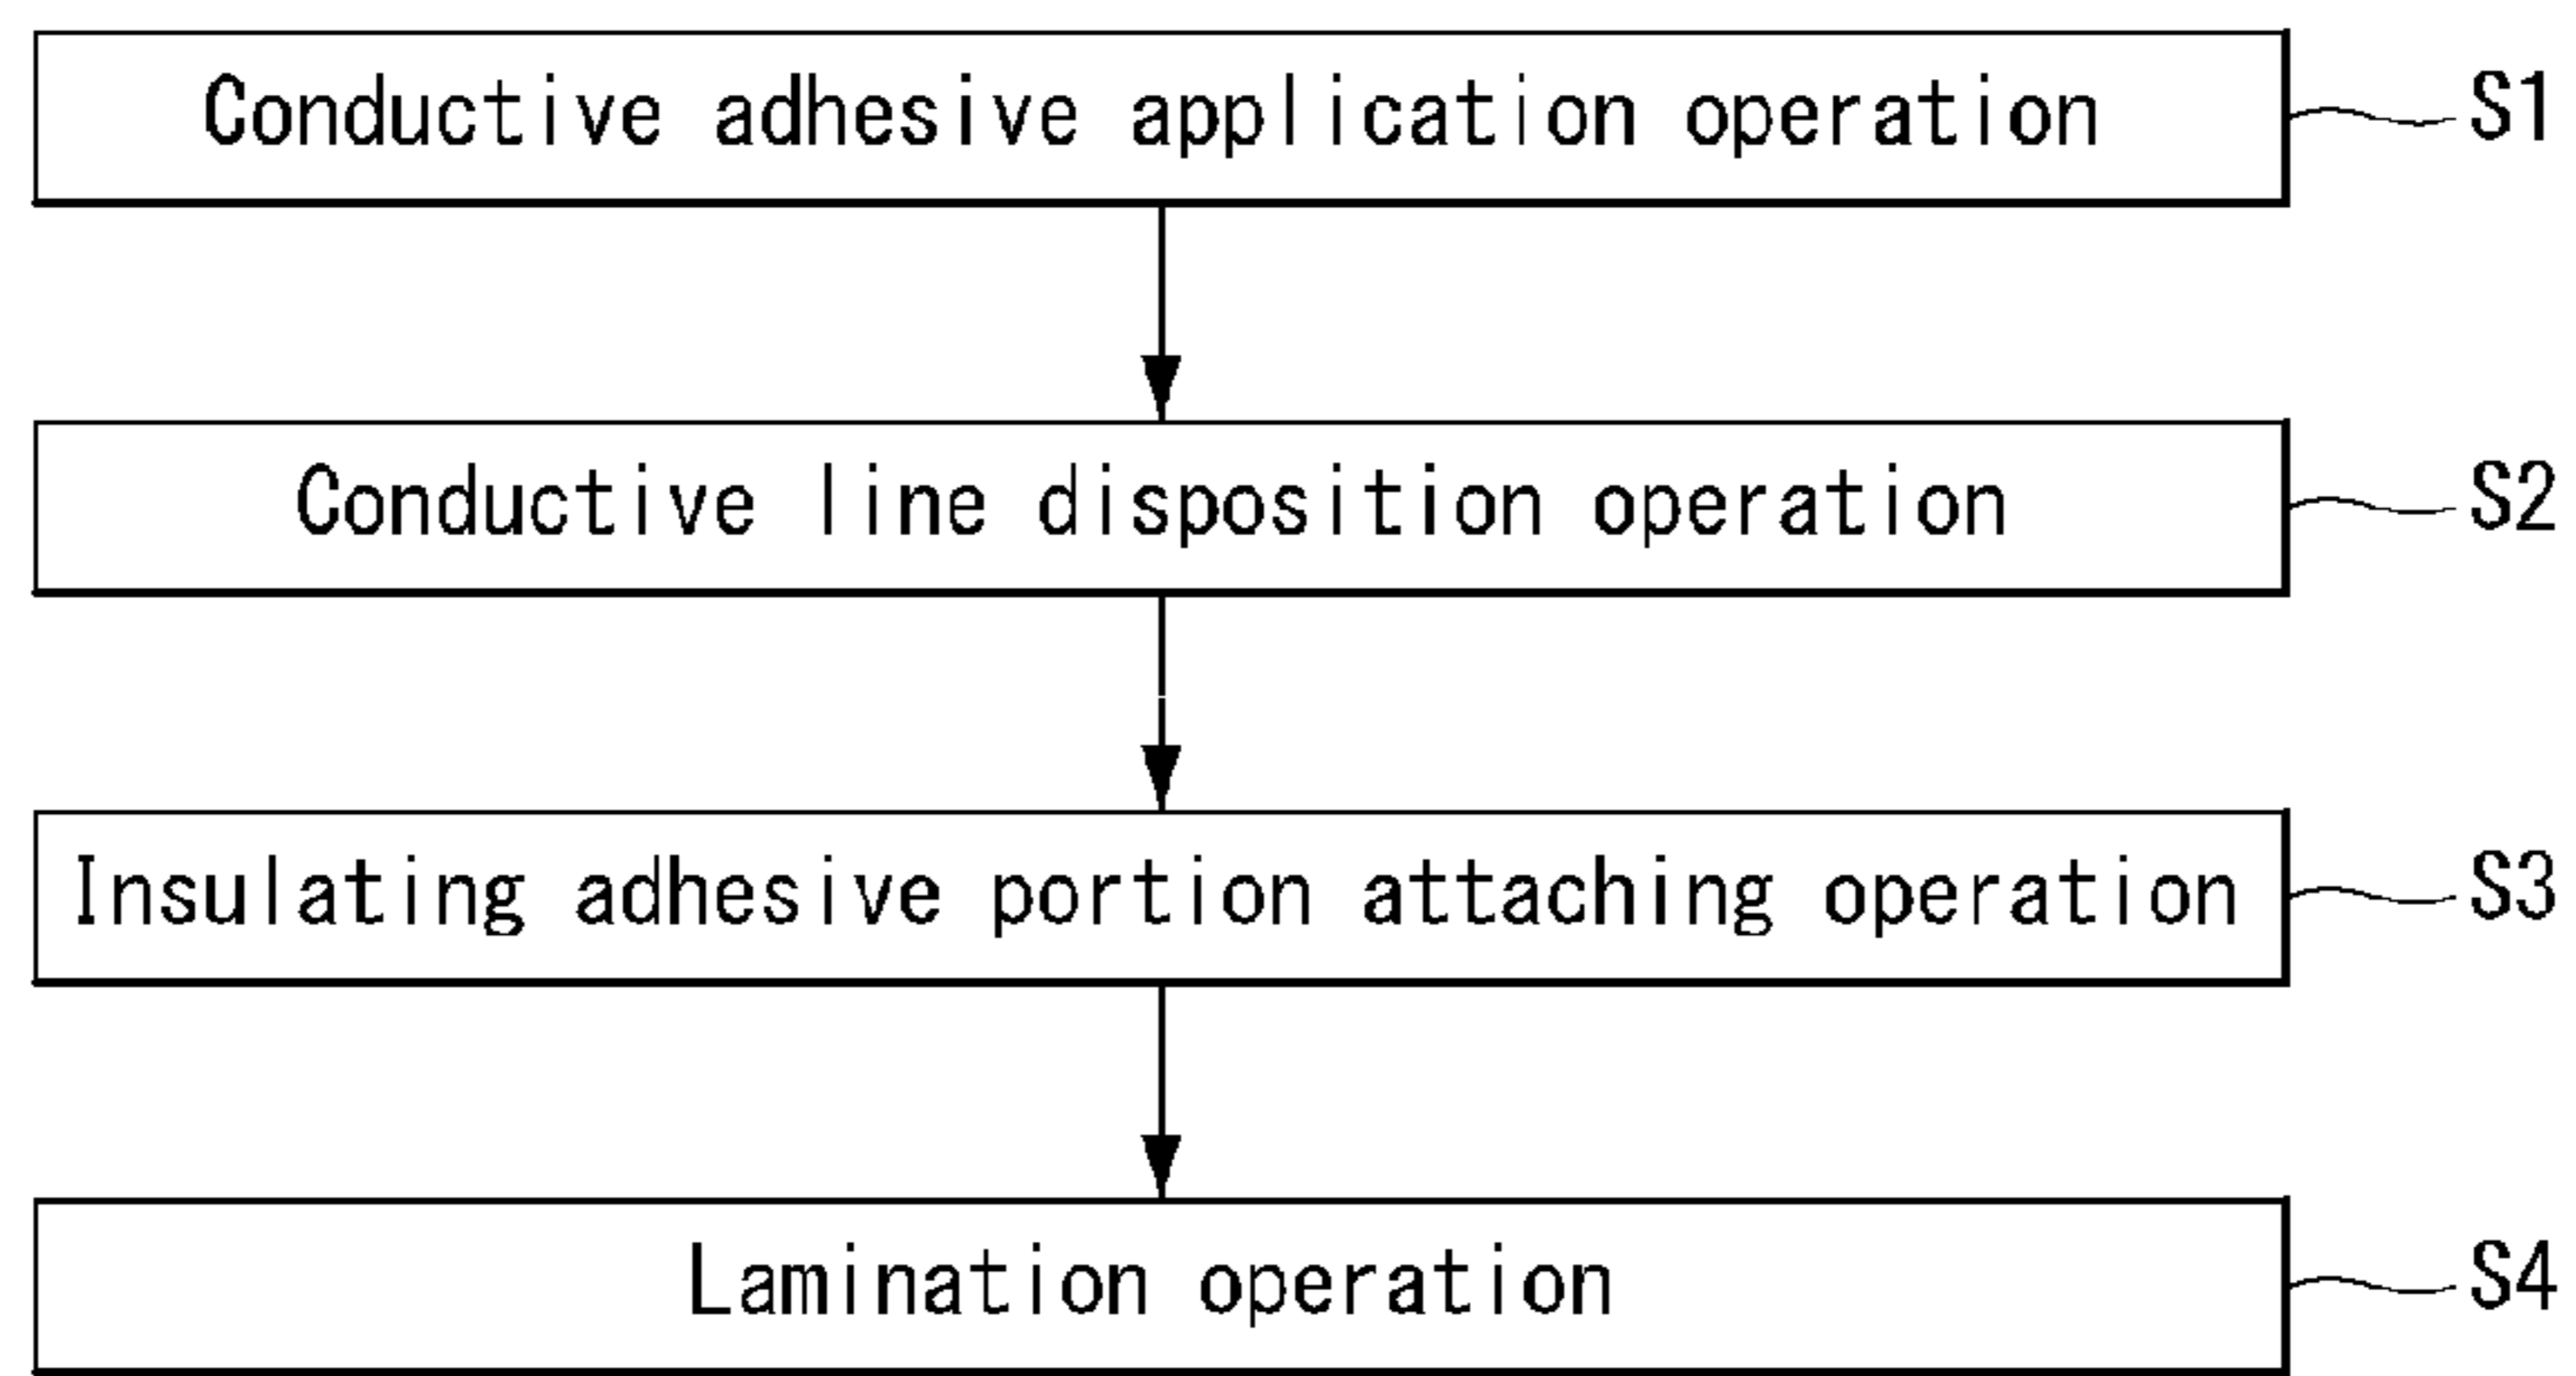 Conductive adhesive application operation S1
Conductive line disposition operation S2
Insulating adhesive portion attaching operation S3
Lamination operation S4